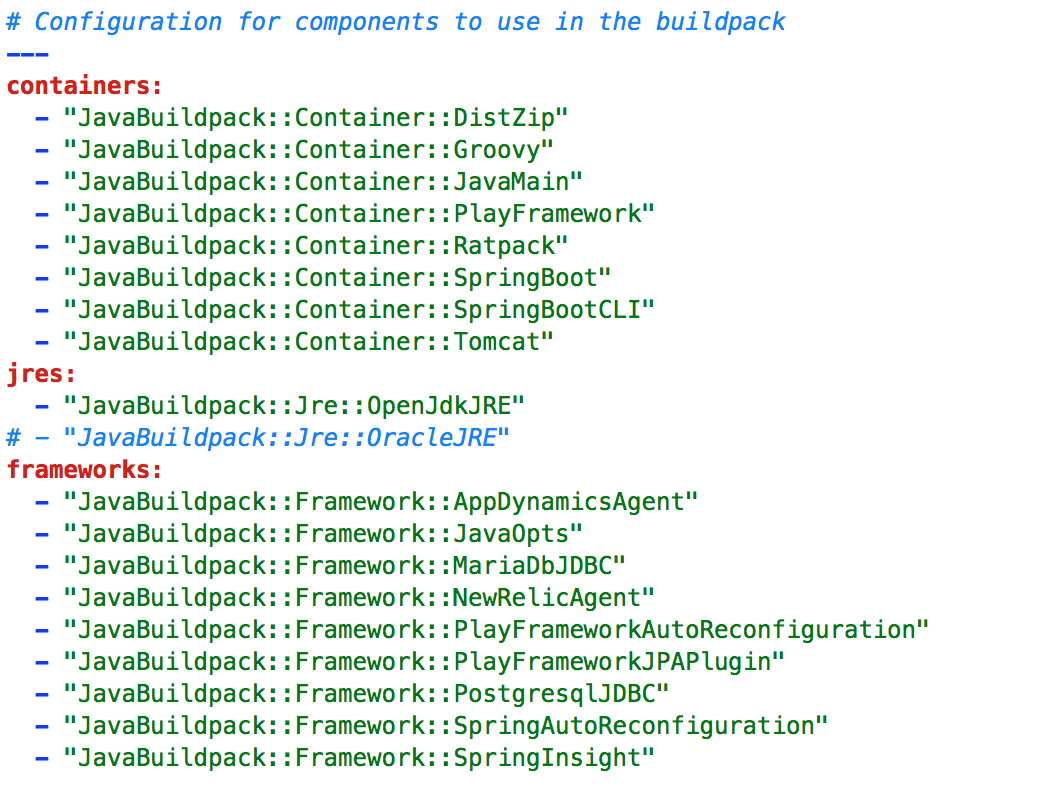 # Configuration for components to use in the buildpack
---
containers:
  - "JavaBuildpack::Container::DistZip"
  - "JavaBuildpack::Container::Groovy"
  - "JavaBuildpack::Container::JavaMain"
  - "JavaBuildpack::Container::PlayFramework"
  - "JavaBuildpack::Container::Ratpack"
  - "JavaBuildpack::Container::SpringBoot"
  - "JavaBuildpack::Container::SpringBootCLI"
  - "JavaBuildpack::Container::Tomcat"
jres:
  - "JavaBuildpack::Jre::OpenJdkJRE"
# - "JavaBuildpack::Jre::OracleJRE"
frameworks:
  - "JavaBuildpack::Framework::AppDynamicsAgent"
  - "JavaBuildpack::Framework::JavaOpts"
  - "JavaBuildpack::Framework::MariaDbJDBC"
  - "JavaBuildpack::Framework::NewRelicAgent"
  - "JavaBuildpack::Framework::PlayFrameworkAutoReconfiguration"
  - "JavaBuildpack::Framework::PlayFrameworkJPAPlugin"
  - "JavaBuildpack::Framework::PostgresqlJDBC"
  - "JavaBuildpack::Framework::SpringAutoReconfiguration"
  - "JavaBuildpack::Framework::SpringInsight"